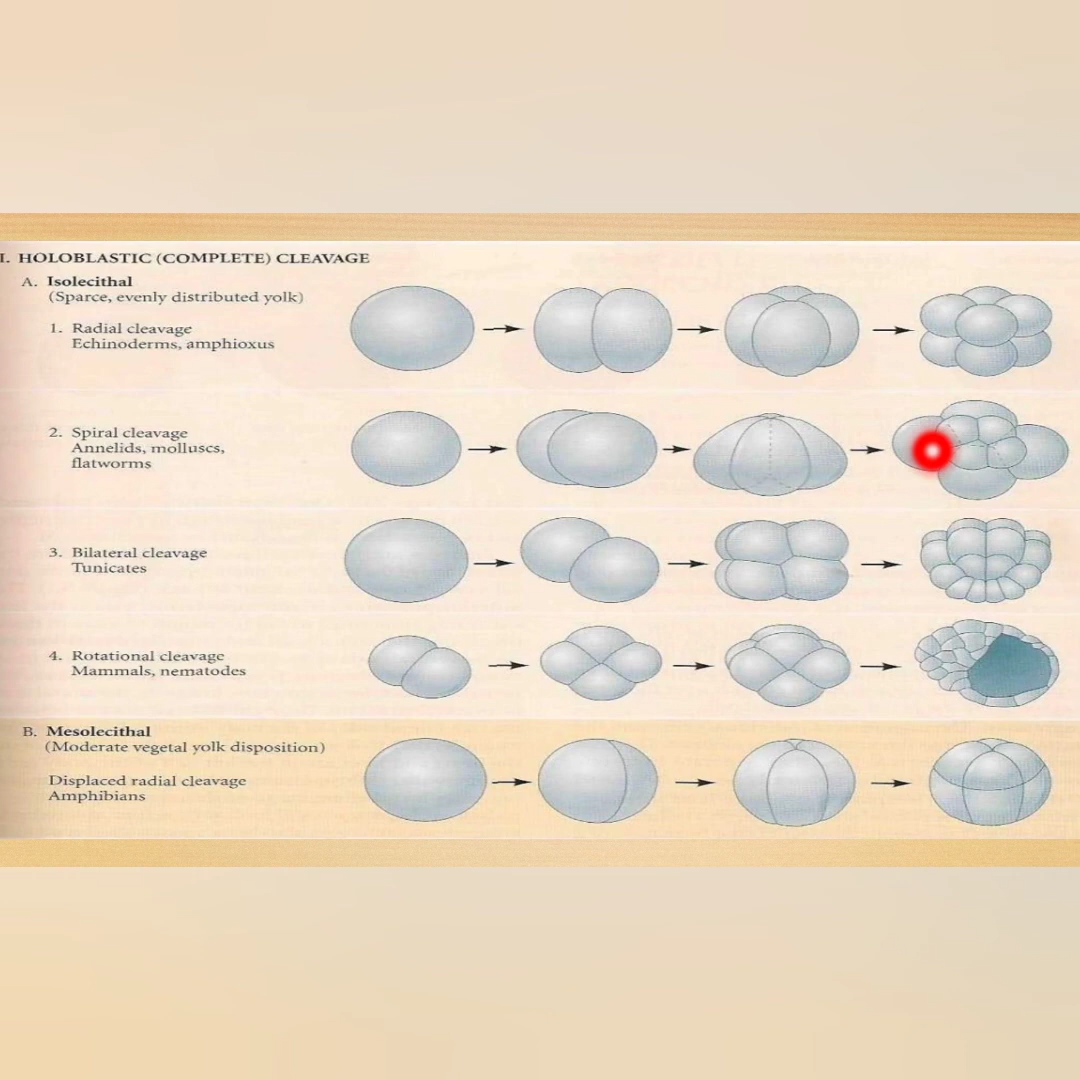 I. HOLOBLASTIC (COMPLETE) CLEAVAGE
A. Isolecithal
(Sparce, evenly distributed yolk)
1. Radial cleavage
Echinoderms, amphioxus
2. Spiral cleavage
Annelids, molluscs,
flatworms
3. Bilateral cleavage
Tunicates
4. Rotational cleavage
Mammals, nematodes
B. Mesolecithal
(Moderate vegetal yolk disposition)
Displaced radial cleavage
Amphibians